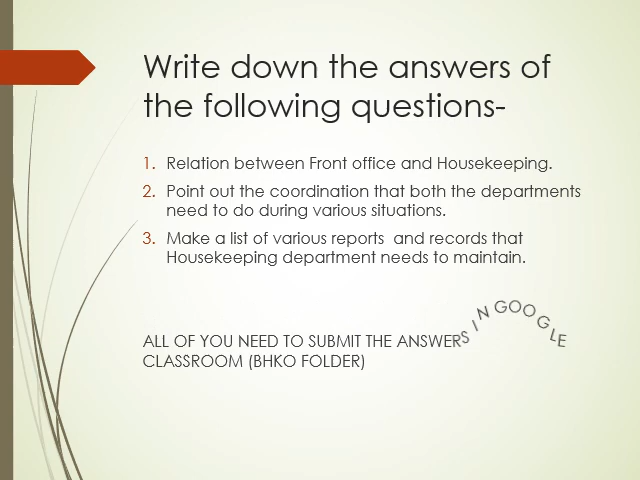 Write down the answers of
the following questions-
1. Relation between Front office and Housekeeping.
2. Point out the coordination that both the departments
need to do during various situations.
3. Make a list of various reports  and records that
Housekeeping department needs to maintain.
ALL OF YOU NEED TO SUBMIT THE ANSWERS IN GOOGLE
CLASSROOM (BHKO FOLDER)